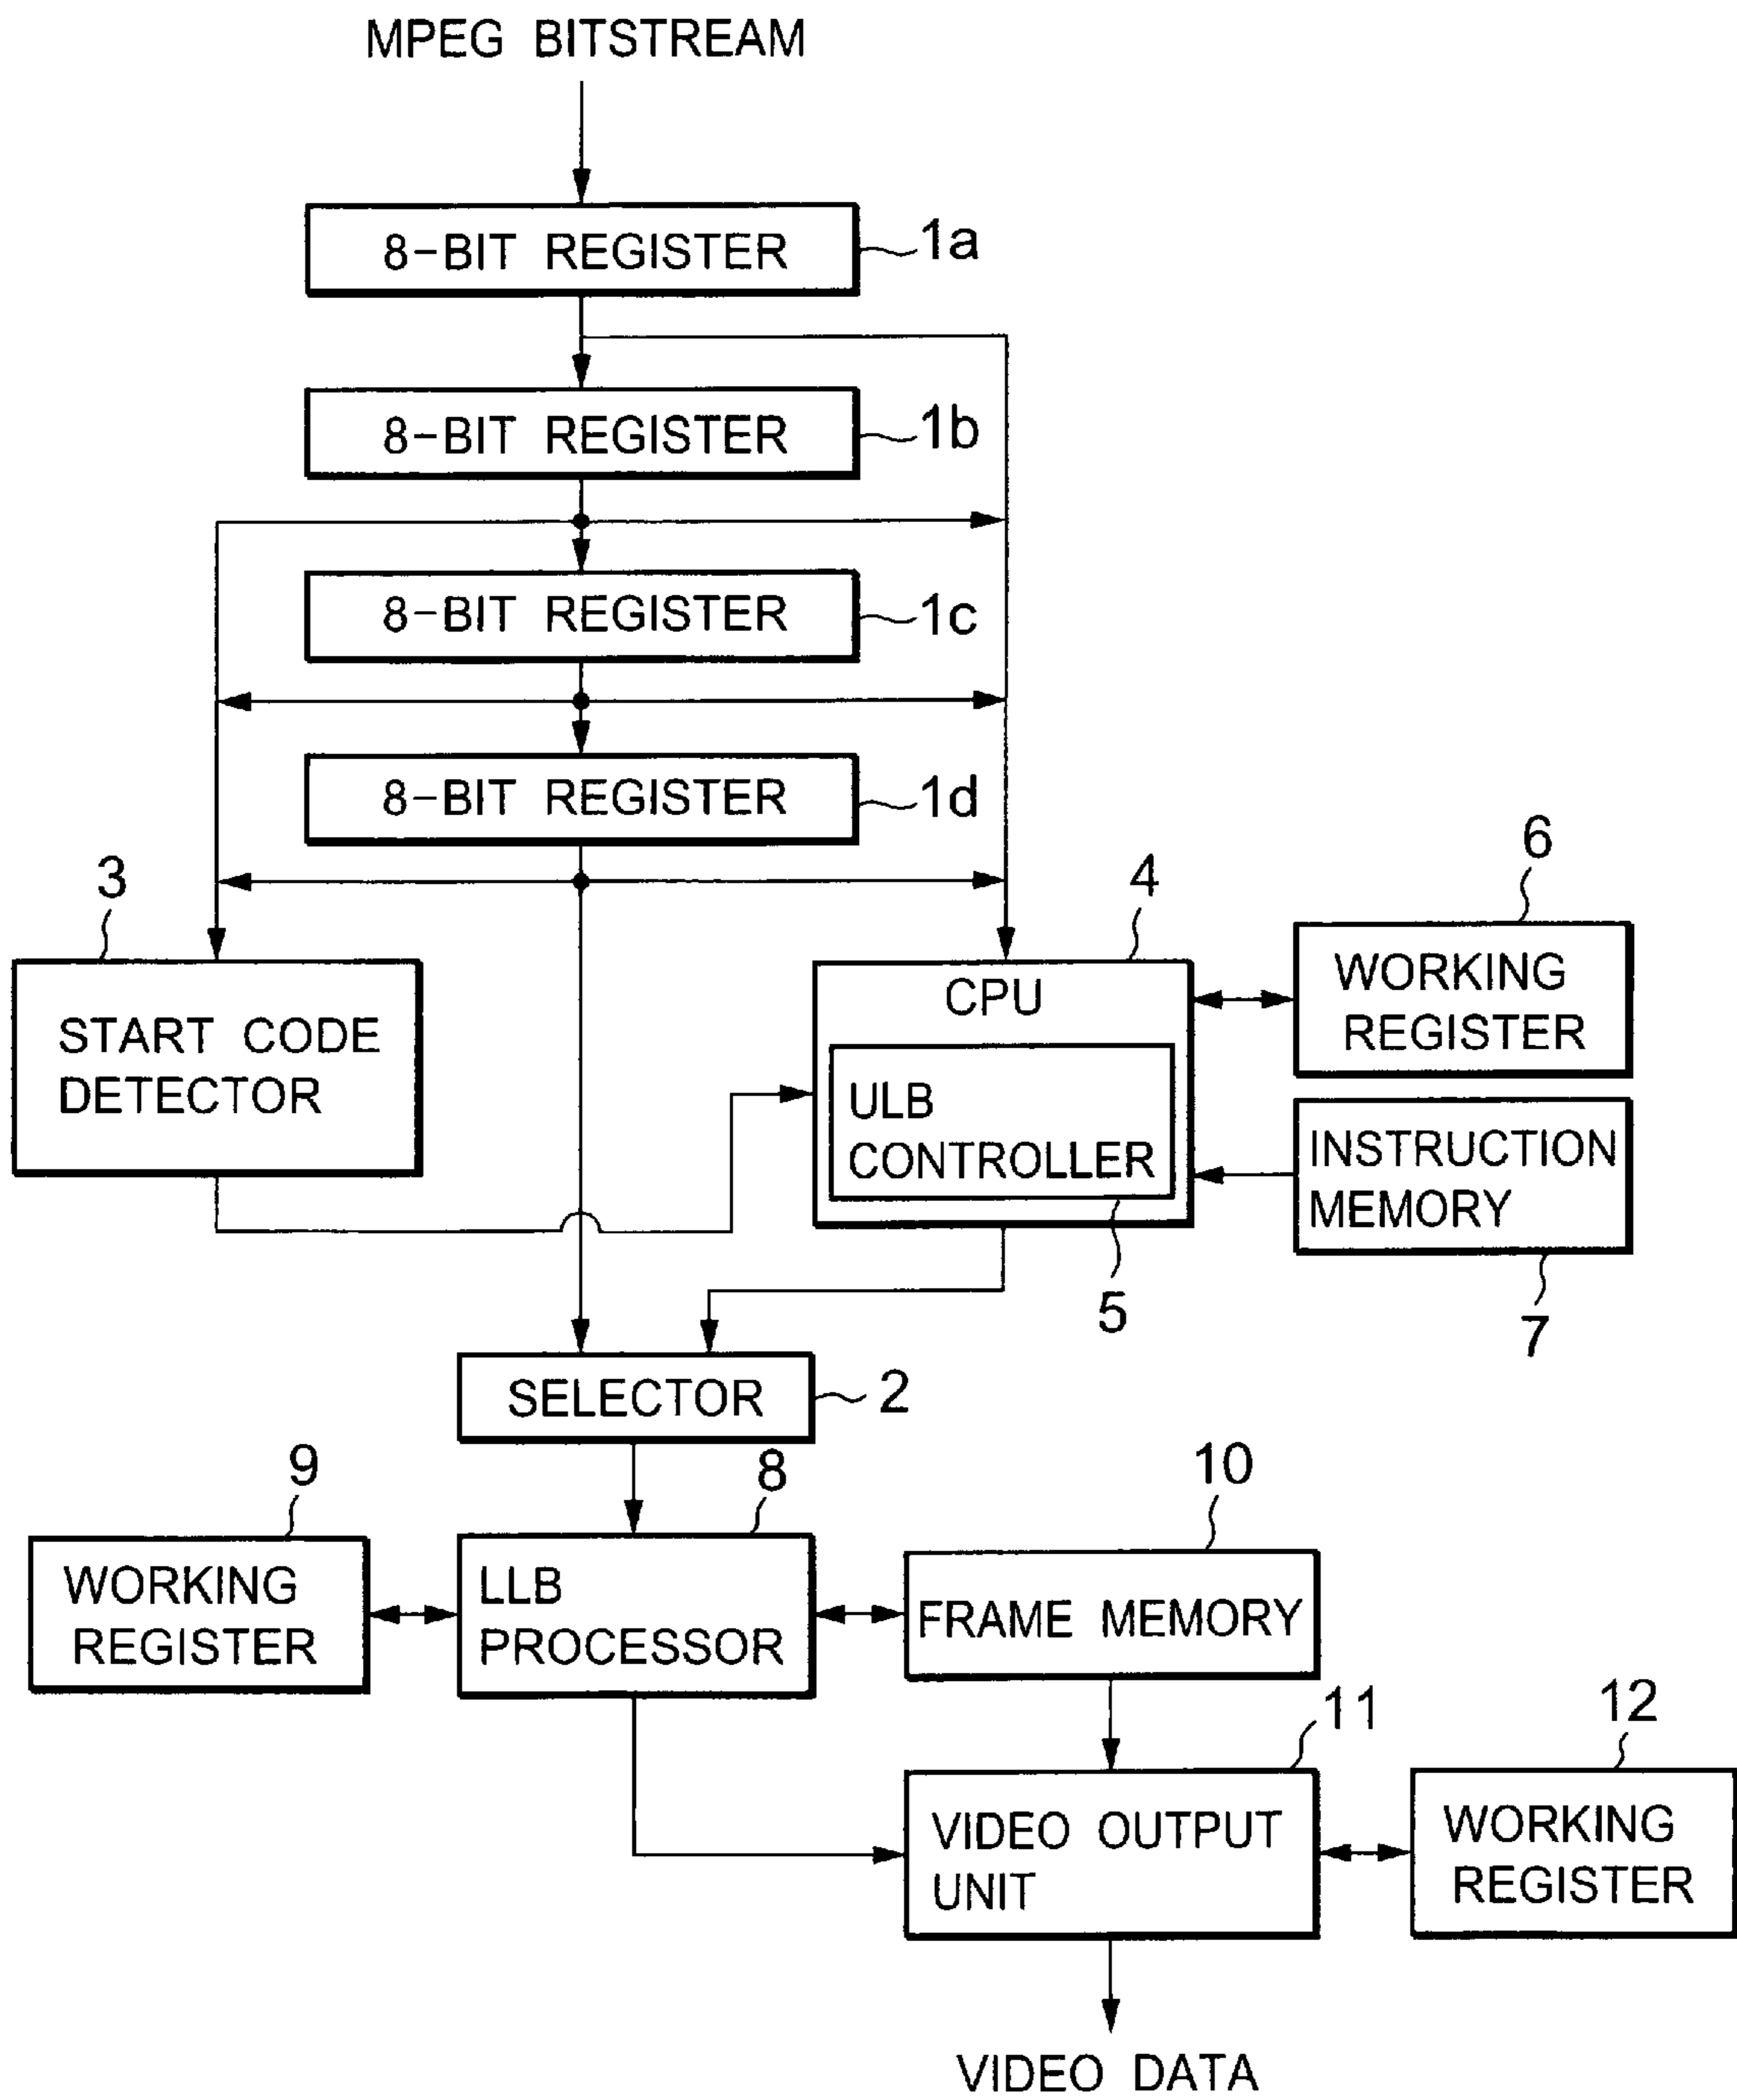 MPEG BITSTREAM
8-BIT REGISTER 1a
8-BIT REGISTER 1b
8-BIT REGISTER 1c
8-BIT REGISTER 1d
3
START CODE
DETECTOR
4
CPU
ULB
CONTROLLER
5
6
WORKING
REGISTER
INSTRUCTION
MEMORY
7
SELECTOR 2
9
WORKING
REGISTER
8
LLB
PROCESSOR
10
FRAME MEMORY
11
VIDEO OUTPUT
UNIT
12
WORKING
REGISTER
VIDEO DATA